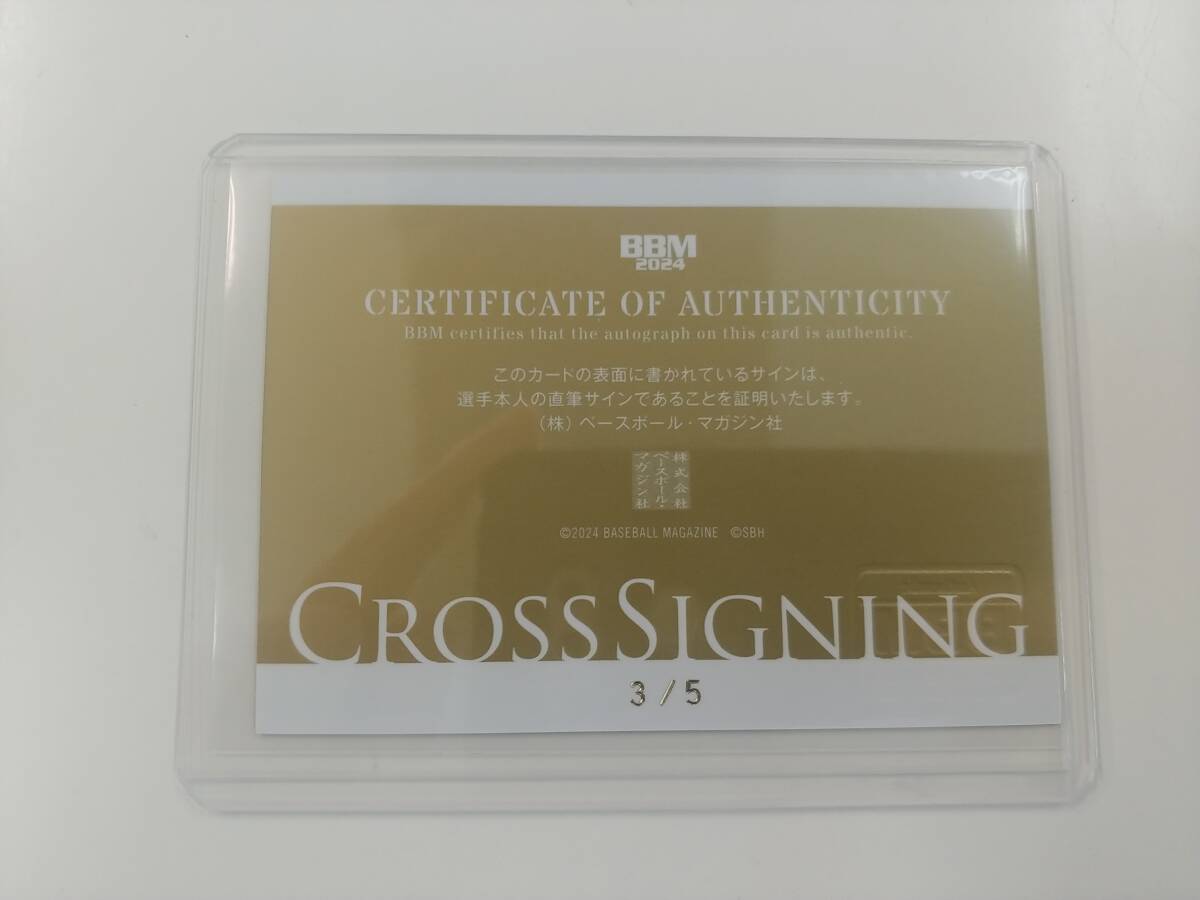 BBM
2024
CERTIFICATE OF AUTHENTICITY
BBM certifies that the autograph on this card is authentic.
このカードの表面に書かれているサインは、
選手本人の直筆サインであることを証明いたします。
（株）ベースボール・マガジン社
株式会社
ベースボール・
マガジン社
©2024 BASEBALL MAGAZINE ©SBH
CROSSSIGNING
3/5